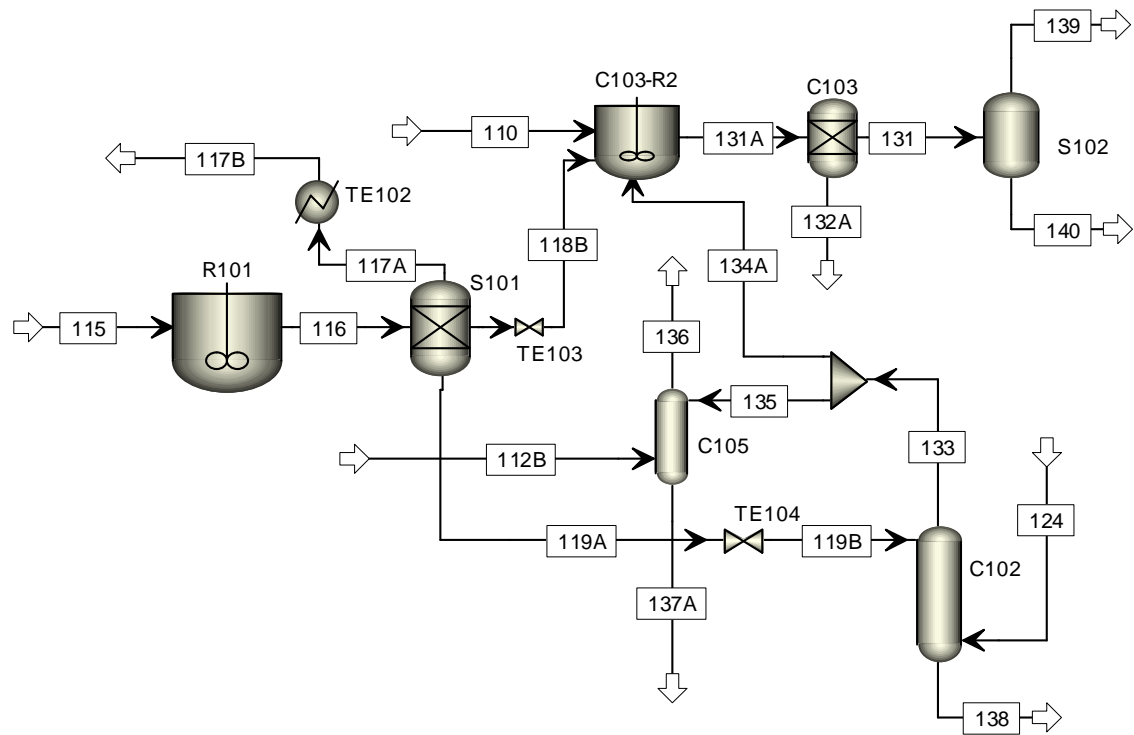 139
C103-R2
C103
110
131A
131
S102
117B
TE102
132A
140
118B
117A
134A
R101
S101
115
116
TE103
136
135
133
C105
112B
124
TE104
119A
119B
C102
137A
138